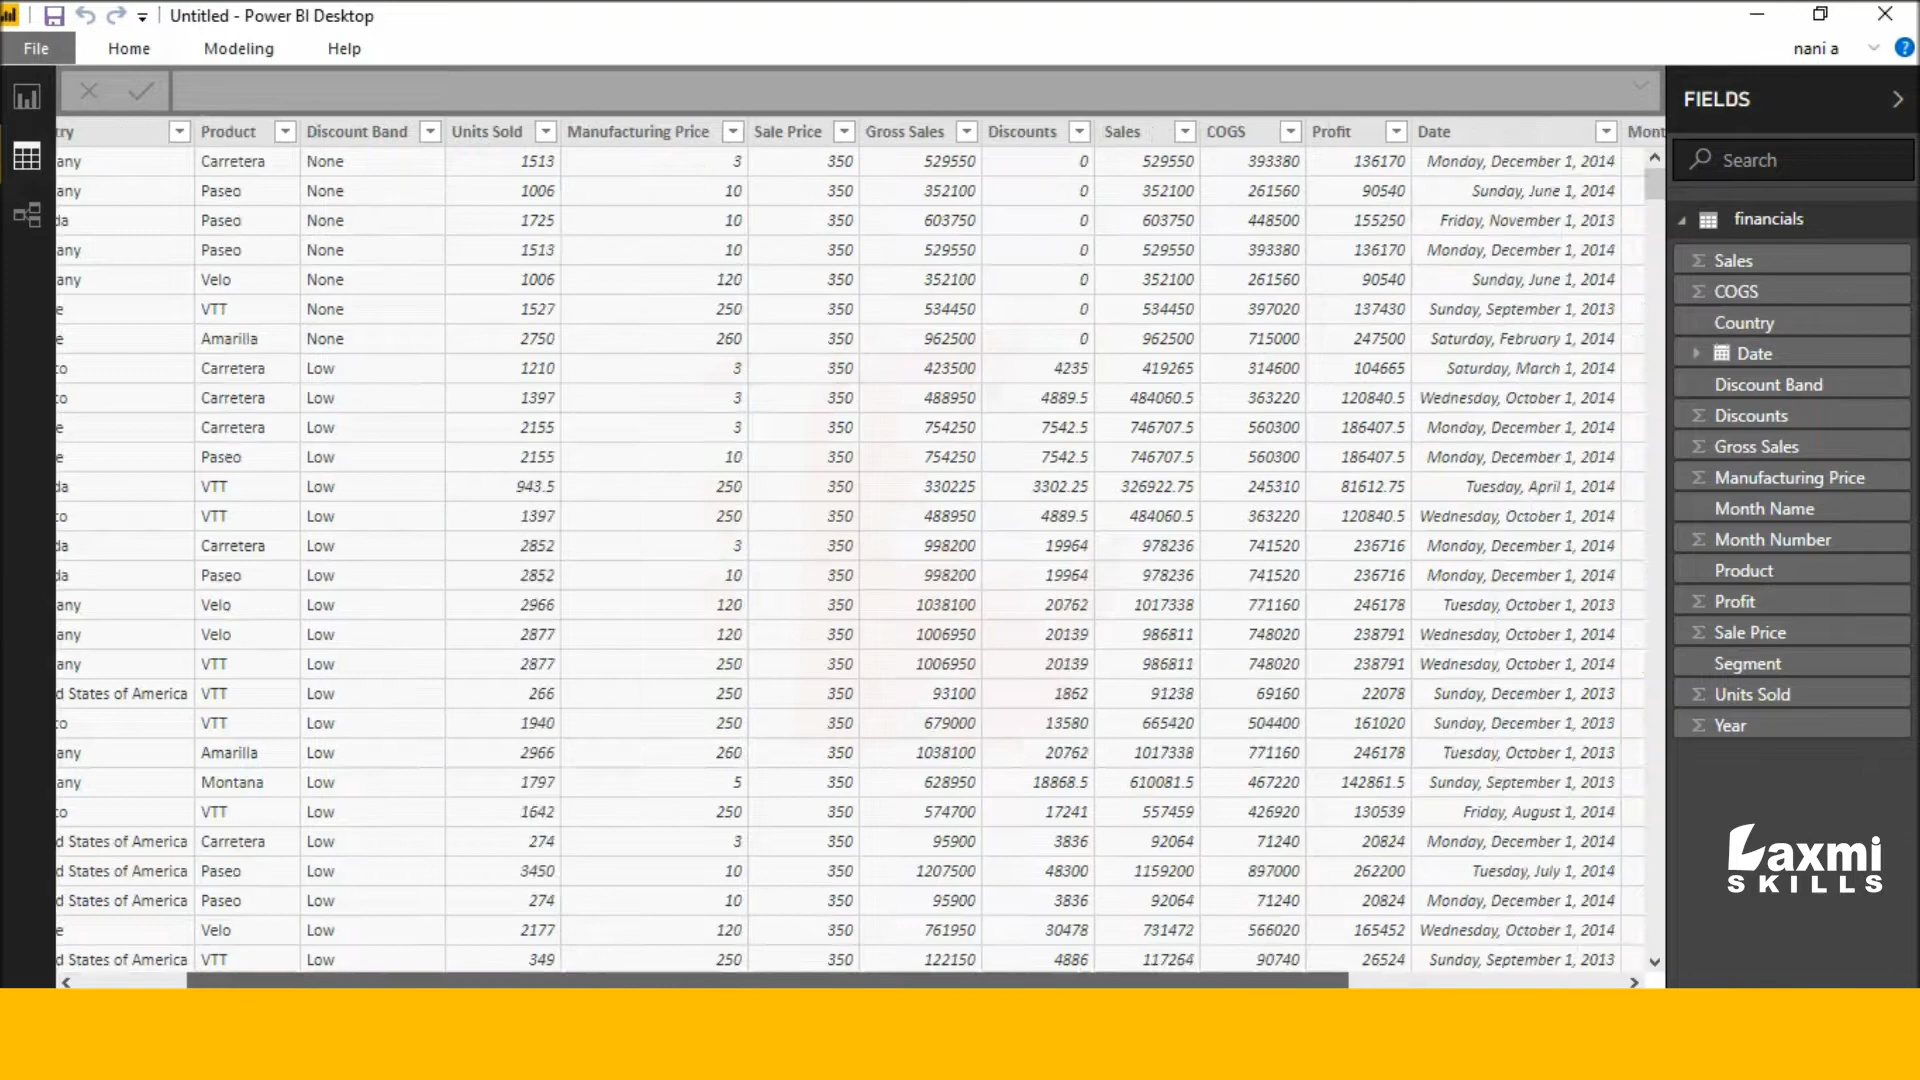 Untitled - Power BI Desktop
File Home Modeling Help nani a ?
FIELDS
try Product Discount Band Units Sold Manufacturing Price Sale Price Gross Sales Discounts Sales COGS Profit Date Mont
Search
any Carretera None 1513 3 350 529550 0 529550 393380 136170 Monday, December 1, 2014
any Paseo None 1006 10 350 352100 0 352100 261560 90540 Sunday, June 1, 2014
da Paseo None 1725 10 350 603750 0 603750 448500 155250 Friday, November 1, 2013
any Paseo None 1513 10 350 529550 0 529550 393380 136170 Monday, December 1, 2014
any Velo None 1006 120 350 352100 0 352100 261560 90540 Sunday, June 1, 2014
e VTT None 1527 250 350 534450 0 534450 397020 137430 Sunday, September 1, 2013
e Amarilla None 2750 260 350 962500 0 962500 715000 247500 Saturday, February 1, 2014
co Carretera Low 1210 3 350 423500 4235 419265 314600 104665 Saturday, March 1, 2014
co Carretera Low 1397 3 350 488950 4889.5 484060.5 363220 120840.5 Wednesday, October 1, 2014
e Carretera Low 2155 3 350 754250 7542.5 746707.5 560300 186407.5 Monday, December 1, 2014
e Paseo Low 2155 10 350 754250 7542.5 746707.5 560300 186407.5 Monday, December 1, 2014
da VTT Low 943.5 250 350 330225 3302.25 326922.75 245310 81612.75 Tuesday, April 1, 2014
co VTT Low 1397 250 350 488950 4889.5 484060.5 363220 120840.5 Wednesday, October 1, 2014
da Carretera Low 2852 3 350 998200 19964 978236 741520 236716 Monday, December 1, 2014
da Paseo Low 2852 10 350 998200 19964 978236 741520 236716 Monday, December 1, 2014
any Velo Low 2966 120 350 1038100 20762 1017338 771160 246178 Tuesday, October 1, 2013
any Velo Low 2877 120 350 1006950 20139 986811 748020 238791 Wednesday, October 1, 2014
any VTT Low 2877 250 350 1006950 20139 986811 748020 238791 Wednesday, October 1, 2014
d States of America VTT Low 266 250 350 93100 1862 91238 69160 22078 Sunday, December 1, 2013
co VTT Low 1940 250 350 679000 13580 665420 504400 161020 Sunday, December 1, 2013
any Amarilla Low 2966 260 350 1038100 20762 1017338 771160 246178 Tuesday, October 1, 2013
any Montana Low 1797 5 350 628950 18868.5 610081.5 467220 142861.5 Sunday, September 1, 2013
co VTT Low 1642 250 350 574700 17241 557459 426920 130539 Friday, August 1, 2014
d States of America Carretera Low 274 3 350 95900 3836 92064 71240 20824 Monday, December 1, 2014
d States of America Paseo Low 3450 10 350 1207500 48300 1159200 897000 262200 Tuesday, July 1, 2014
d States of America Paseo Low 274 10 350 95900 3836 92064 71240 20824 Monday, December 1, 2014
e Velo Low 2177 120 350 761950 30478 731472 566020 165452 Wednesday, October 1, 2014
d States of America VTT Low 349 250 350 122150 4886 117264 90740 26524 Sunday, September 1, 2013
financials
Σ Sales
Σ COGS
Country
Date
Discount Band
Σ Discounts
Σ Gross Sales
Σ Manufacturing Price
Month Name
Σ Month Number
Product
Σ Profit
Σ Sale Price
Segment
Σ Units Sold
Σ Year
Laxmi
SKILLS